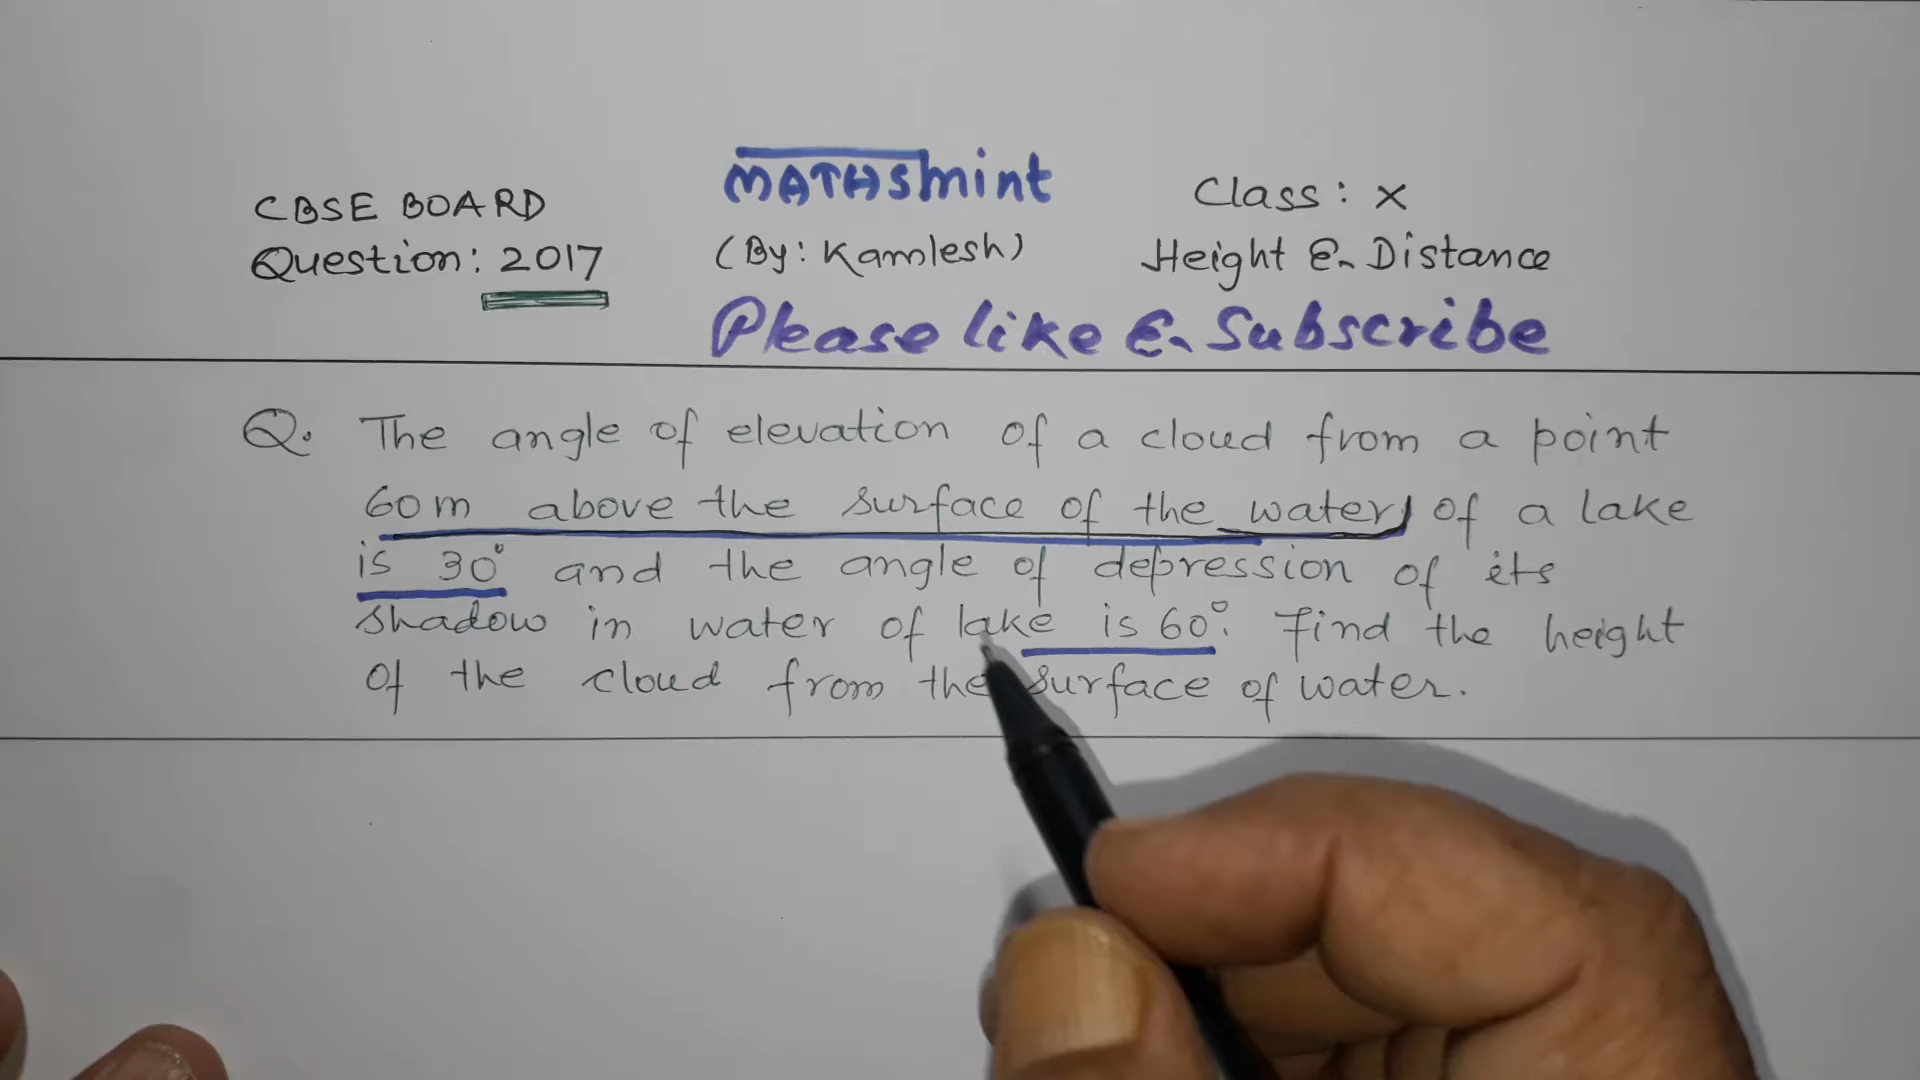 CBSE BOARD
Question: 2017
MATHSmint
(By: Kamlesh)
Class: X
Height & Distance
Please like & Subscribe
Q. The angle of elevation of a cloud from a point
60m above the surface of the water of a lake
is 30° and the angle of depression of its
shadow in water of lake is 60°. Find the height
of the cloud from the surface of water.